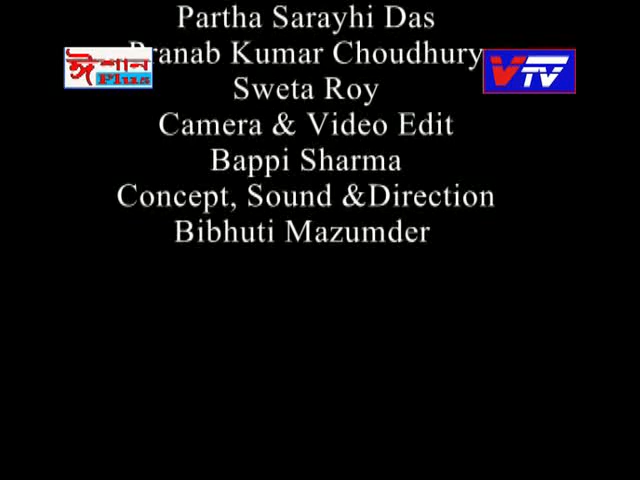 Partha Sarayhi Das
Pranab Kumar Choudhury
ঈশান
Plus
VTV
Sweta Roy
Camera & Video Edit
Bappi Sharma
Concept, Sound &Direction
Bibhuti Mazumder